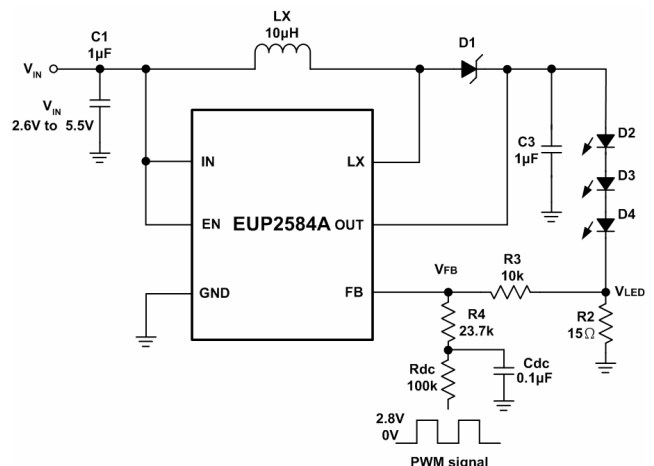 C1
1µF
LX
10µH
D1
VIN
VIN
2.6V to 5.5V
C3
1µF
D2
D3
D4
IN
LX
EN
EUP2584A
OUT
GND
FB
VFB
R3
10k
VLED
R4
23.7k
R2
15Ω
Rdc
100k
Cdc
0.1µF
2.8V
0V
PWM signal